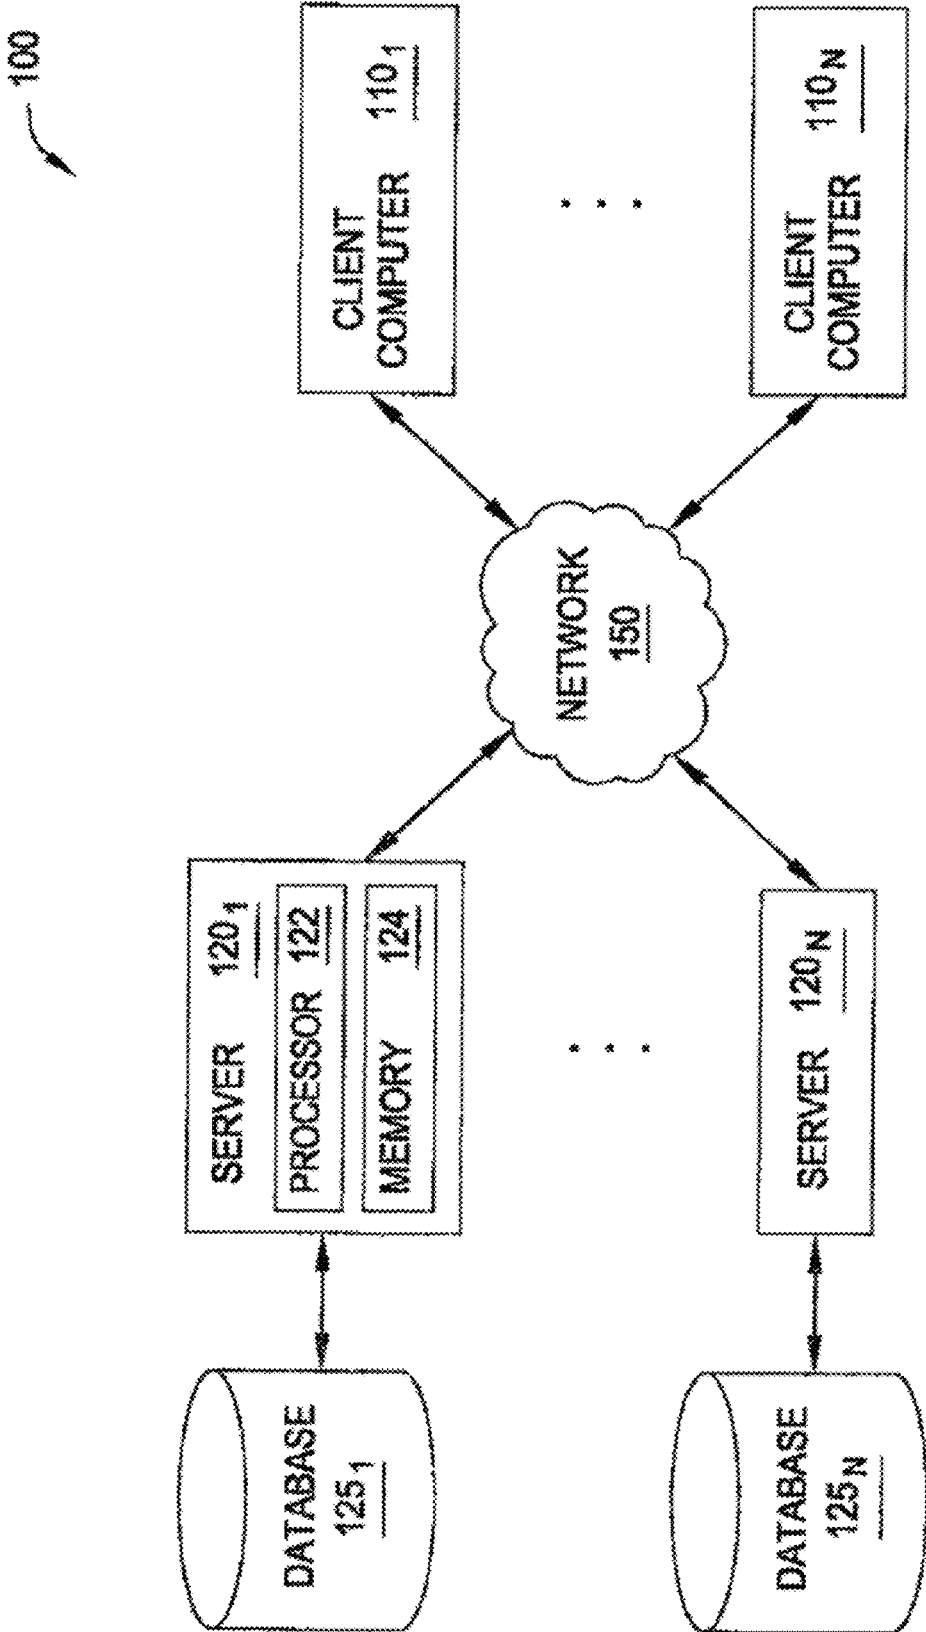 100
DATABASE
125₁
SERVER 120₁
PROCESSOR 122
MEMORY 124
CLIENT
COMPUTER 110₁
. . .
NETWORK
150
. . .
DATABASE
125N
SERVER 120N
CLIENT
COMPUTER 110N